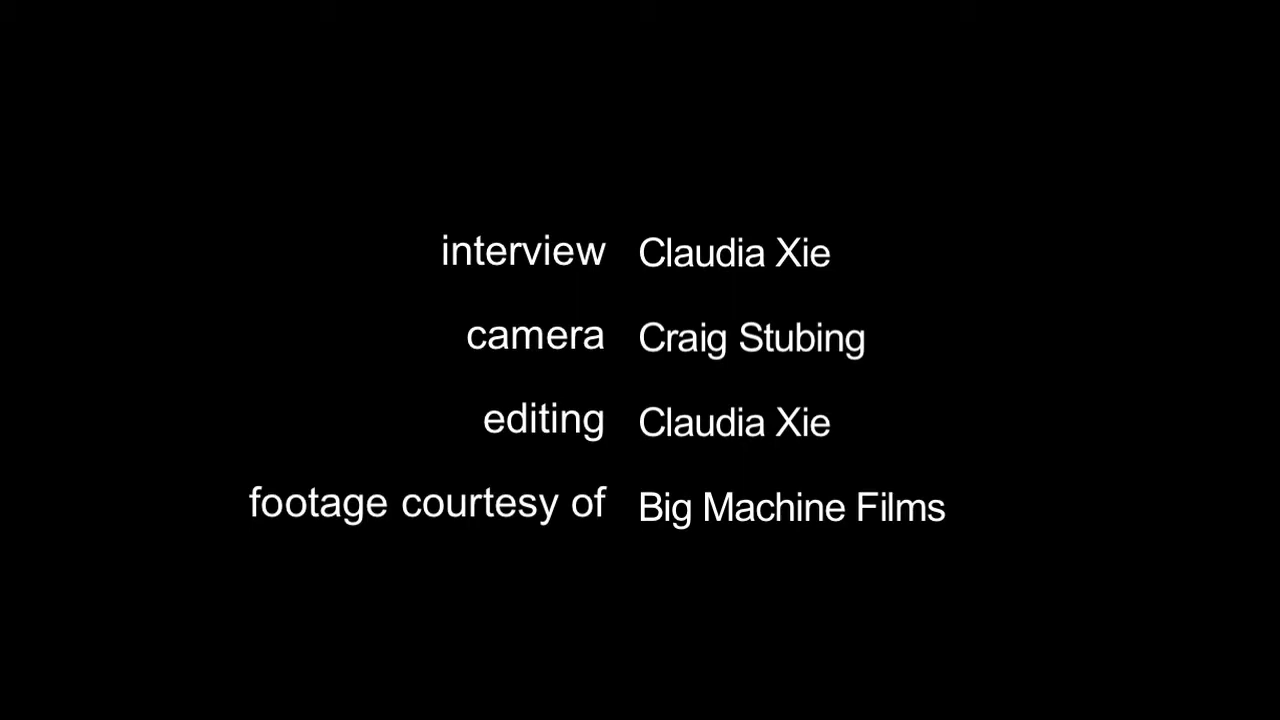 interview Claudia Xie
camera Craig Stubing
editing Claudia Xie
footage courtesy of Big Machine Films